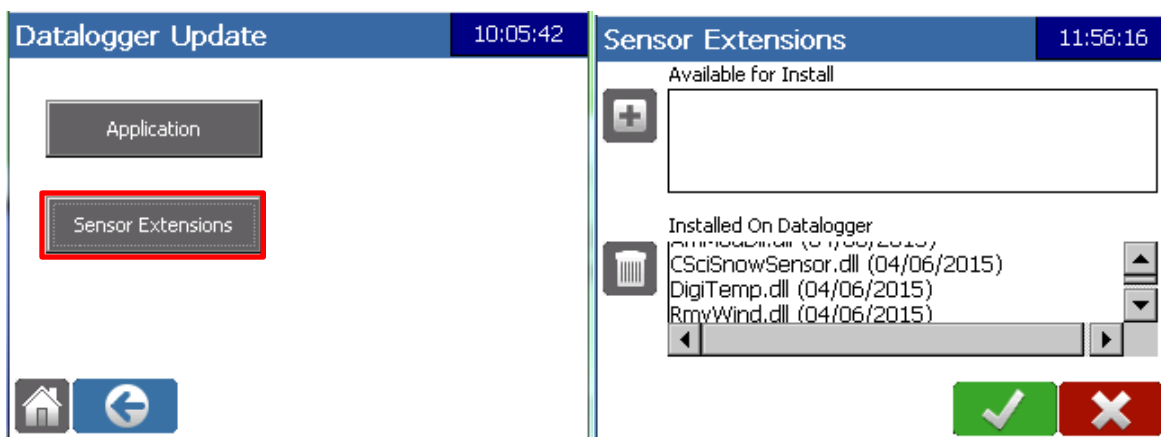 Datalogger Update
10:05:42
Application
Sensor Extensions
Sensor Extensions
11:56:16
Available for Install
Installed On Datalogger
CSciSnowSensor.dll (04/06/2015)
DigiTemp.dll (04/06/2015)
RmyWind.dll (04/06/2015)